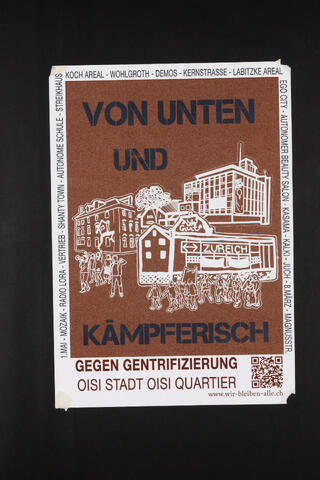 KOCH AREAL - WOHLGROTH - DEMOS - KERNSTRASSE - LABITZKE AREAL
EGO CITY - AUTONOMER BEAUTY SALON - KASAMA - KALKI - JUCH - 8.MÄRZ - MAGNUSSTR.
1.MAI - MOZAIK - RADIO LORA - VERTRIEB - SHANTY TOWN - AUTONOME SCHULE - STREIKHAUS
VON UNTEN
UND
ZUREICH
KÄMPFERISCH
GEGEN GENTRIFIZIERUNG
OISI STADT OISI QUARTIER
www.wir-bleiben-alle.ch